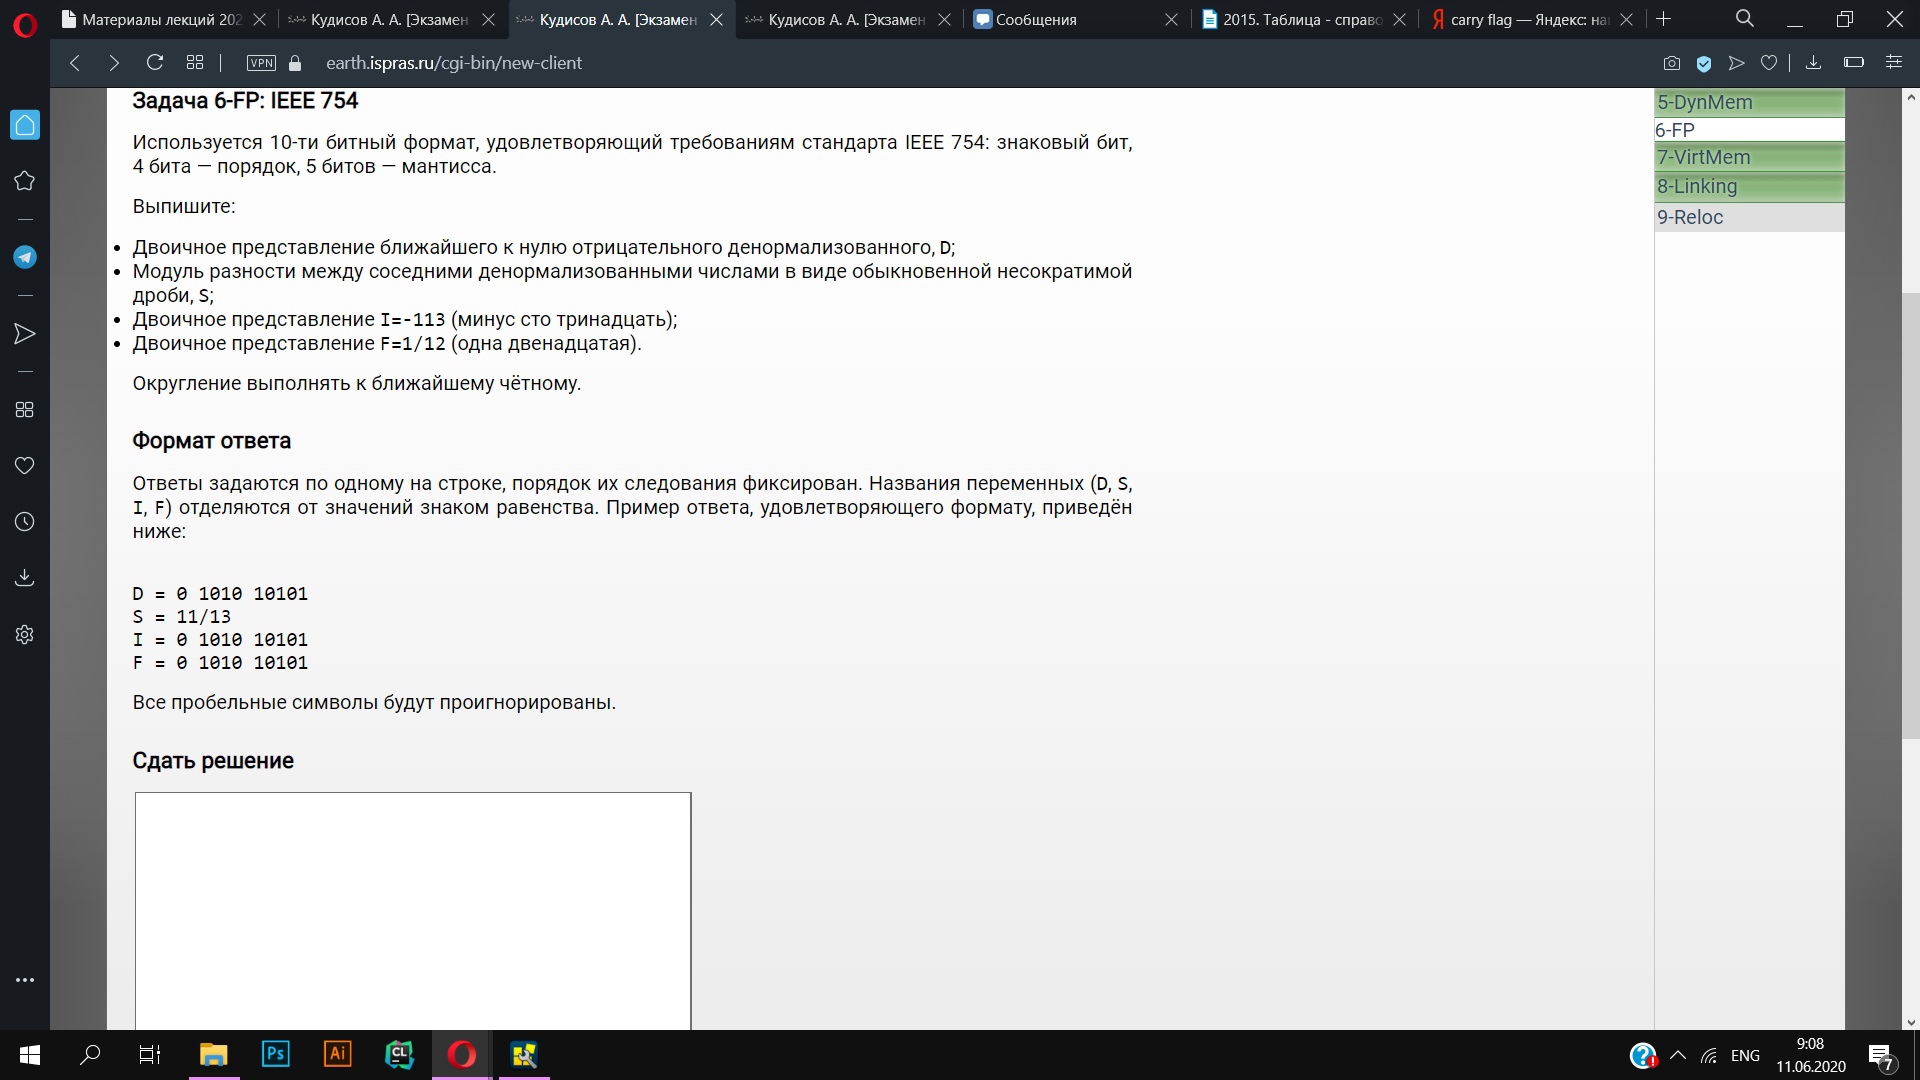 Материалы лекций 202
Кудисов А. А. [Экзамен
Кудисов А. А. [Экзамен
Кудисов А. А. [Экзамен
Сообщения
2015. Таблица - справо
carry flag — Яндекс: на
VPN
earth.ispras.ru/cgi-bin/new-client
Задача 6-FP: IEEE 754
Используется 10-ти битный формат, удовлетворяющий требованиям стандарта IEEE 754: знаковый бит,
4 бита — порядок, 5 битов — мантисса.
Выпишите:
• Двоичное представление ближайшего к нулю отрицательного денормализованного, D;
• Модуль разности между соседними денормализованными числами в виде обыкновенной несократимой
дроби, S;
• Двоичное представление I=-113 (минус сто тринадцать);
• Двоичное представление F=1/12 (одна двенадцатая).
Округление выполнять к ближайшему чётному.
Формат ответа
Ответы задаются по одному на строке, порядок их следования фиксирован. Названия переменных (D, S,
I, F) отделяются от значений знаком равенства. Пример ответа, удовлетворяющего формату, приведён
ниже:
D = 0 1010 10101
S = 11/13
I = 0 1010 10101
F = 0 1010 10101
Все пробельные символы будут проигнорированы.
Сдать решение
5-DynMem
6-FP
7-VirtMem
8-Linking
9-Reloc
Ps
Ai
CL
ENG
9:08
11.06.2020
7